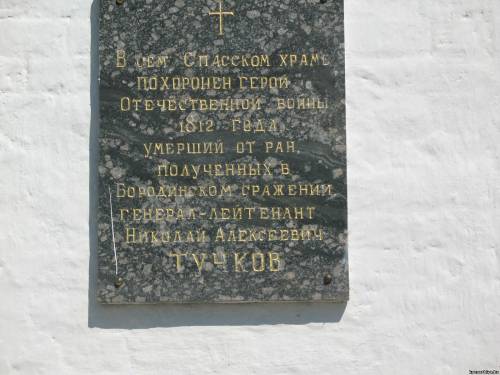 В сем Спасском храме
похоронен герой
Отечественной войны
1812 года,
умерший от ран,
полученных в
Бородинском сражении,
генерал-лейтенант
Николай Алексеевич
ТУЧКОВ